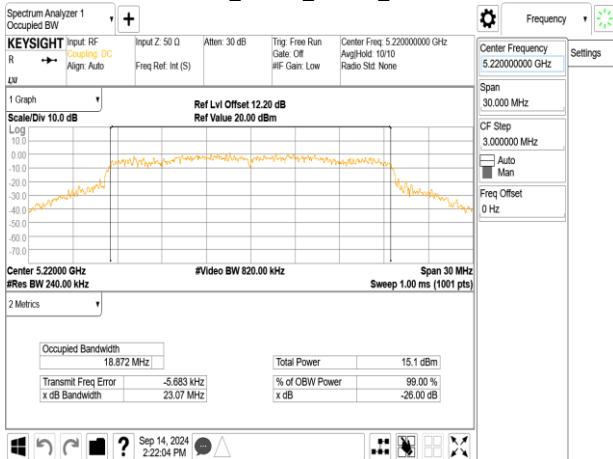 Spectrum Analyzer 1
Occupied BW
KEYSIGHT
R
Input: RF
Coupling: DC
Align: Auto
Input Z: 50 Ω
Freq Ref: Int (S)
Atten: 30 dB
Trig: Free Run
Gate: Off
#IF Gain: Low
Center Freq: 5.220000000 GHz
Avg|Hold: 10/10
Radio Std: None
Frequency
Settings
Center Frequency
5.220000000 GHz
Span
30.000 MHz
CF Step
3.000000 MHz
Auto
Man
Freq Offset
0 Hz
1 Graph
Scale/Div 10.0 dB
Ref Lvl Offset 12.20 dB
Ref Value 20.00 dBm
Log
10.0
0.00
-10.0
-20.0
-30.0
-40.0
-50.0
-60.0
-70.0
Center 5.22000 GHz
#Video BW 820.00 kHz
Span 30 MHz
#Res BW 240.00 kHz
Sweep 1.00 ms (1001 pts)
2 Metrics
Occupied Bandwidth
18.872 MHz
Total Power 15.1 dBm
Transmit Freq Error -5.683 kHz
% of OBW Power 99.00 %
x dB Bandwidth 23.07 MHz
x dB -26.00 dB
?
Sep 14, 2024
2:22:04 PM